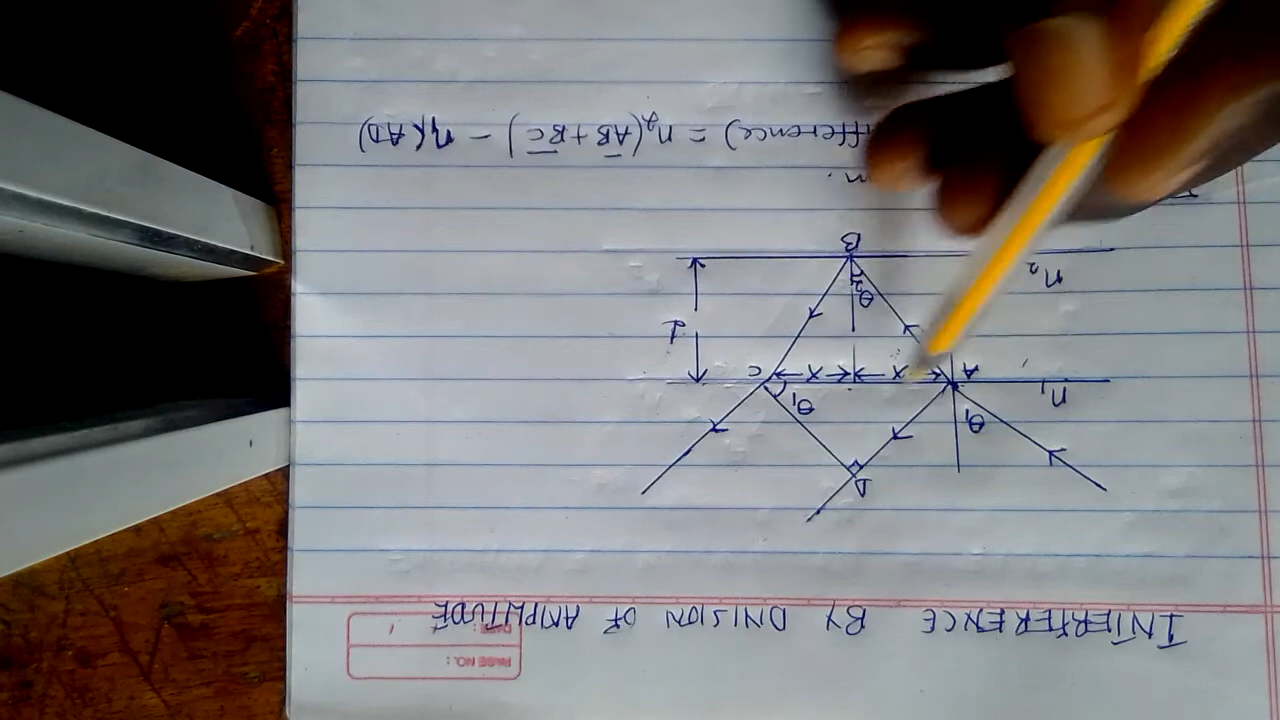 PAGE NO.:
DATE: / /
INTERFERENCE BY DIVISION OF AMPLITUDE
D
θ1 θ1
n1 A x x C
d
θ2
n2 B
m.
ifference) = n2(AB + BC) - n1(AD)